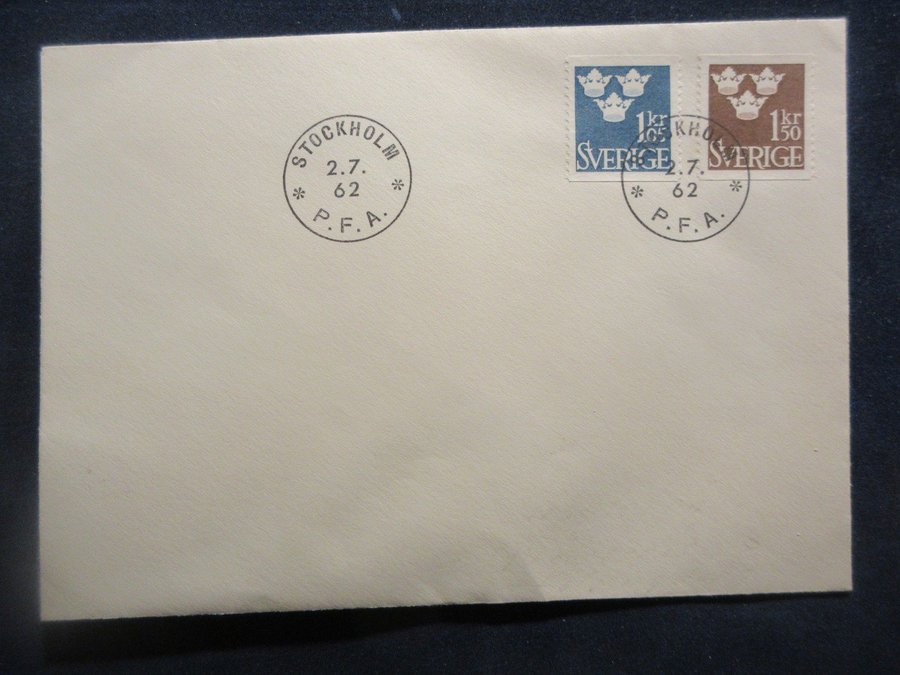 STOCKHOLM
2.7.
62
* P.F.A. *
1 kr
05
SVERIGE
1 kr
50
SVERIGE
STOCKHOLM
2.7.
62
* P.F.A. *